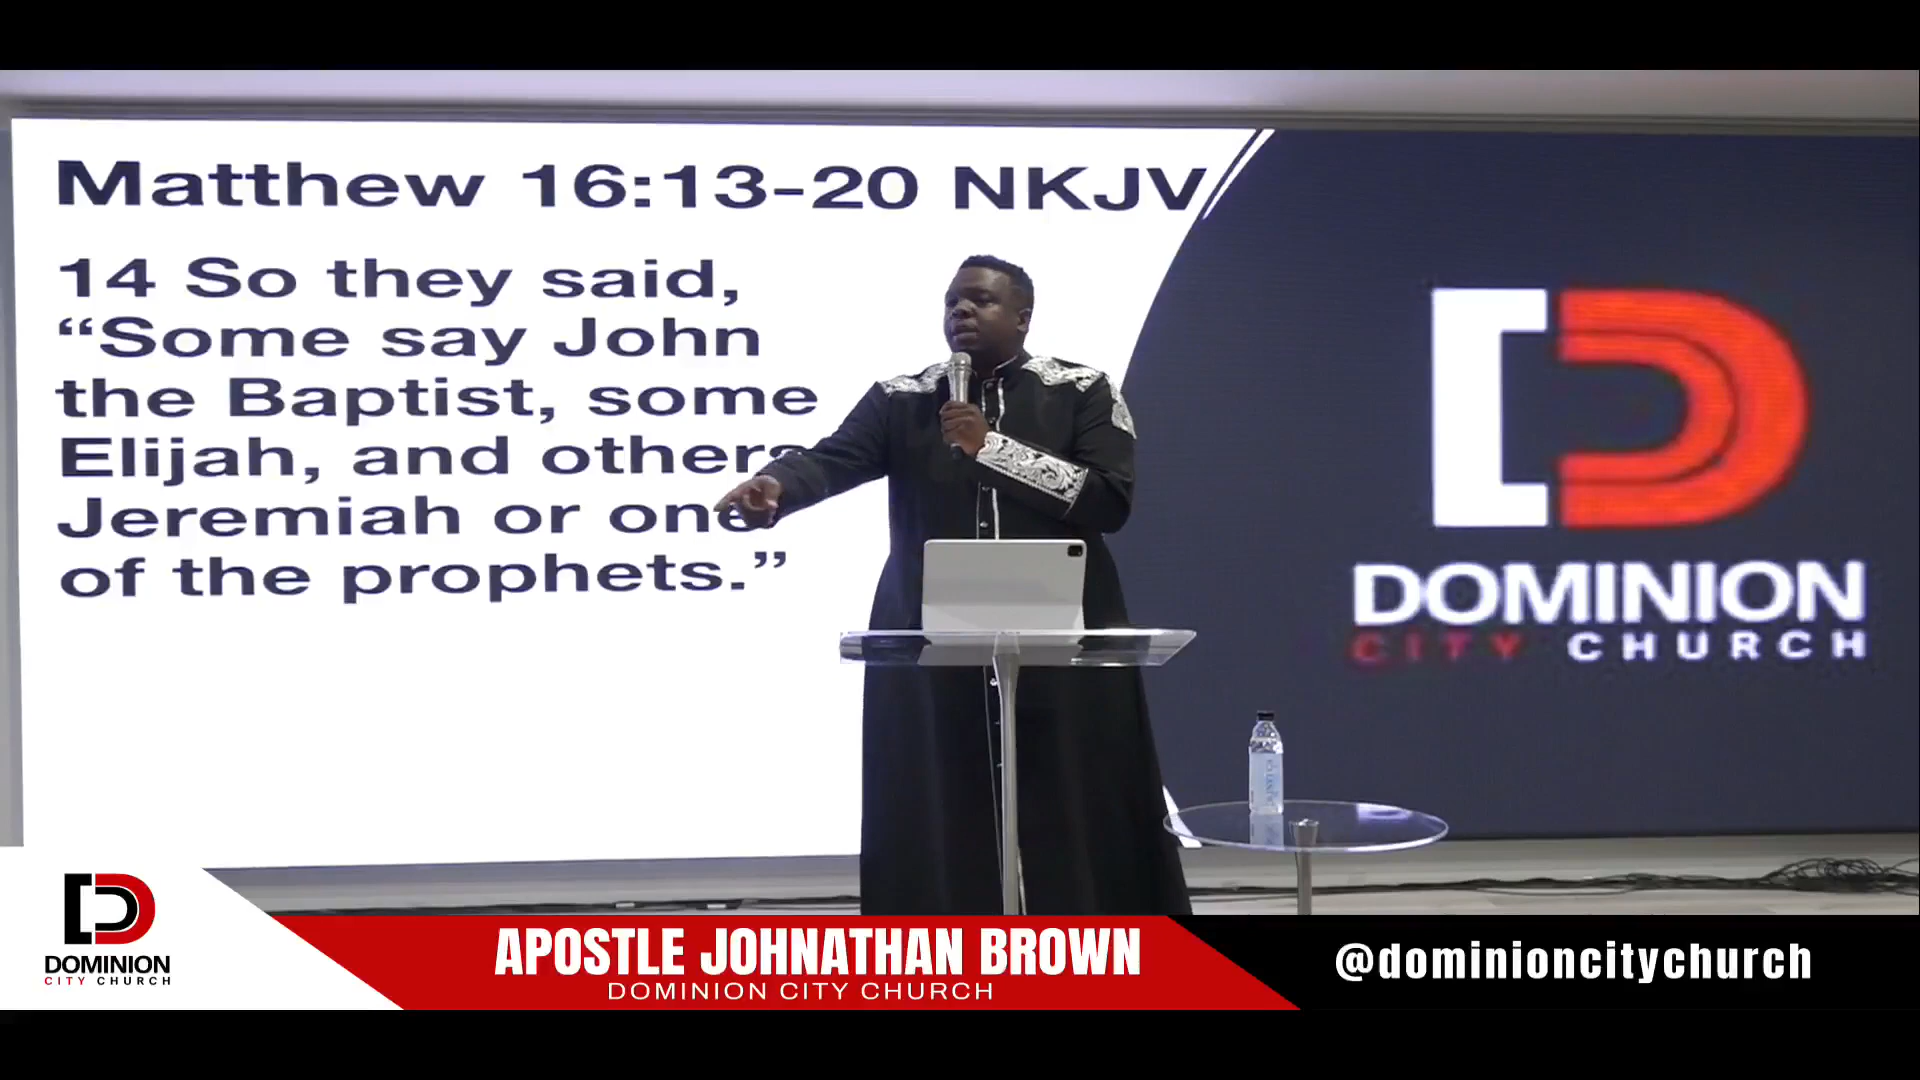 Matthew 16:13-20 NKJV
14 So they said,
“Some say John
the Baptist, some
Elijah, and others
Jeremiah or one
of the prophets.”
DOMINION
CITY CHURCH
DOMINION
CITY CHURCH
APOSTLE JOHNATHAN BROWN
DOMINION CITY CHURCH
@dominioncitychurch